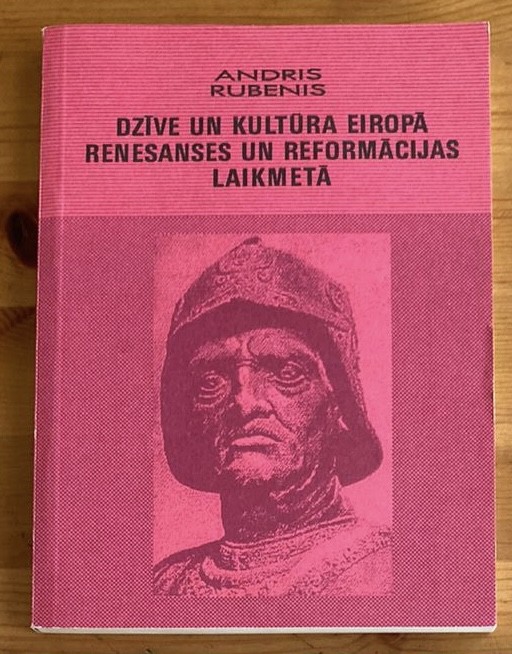 ANDRIS
RUBENIS
DZĪVE UN KULTŪRA EIROPĀ
RENESANSES UN REFORMĀCIJAS
LAIKMETĀ